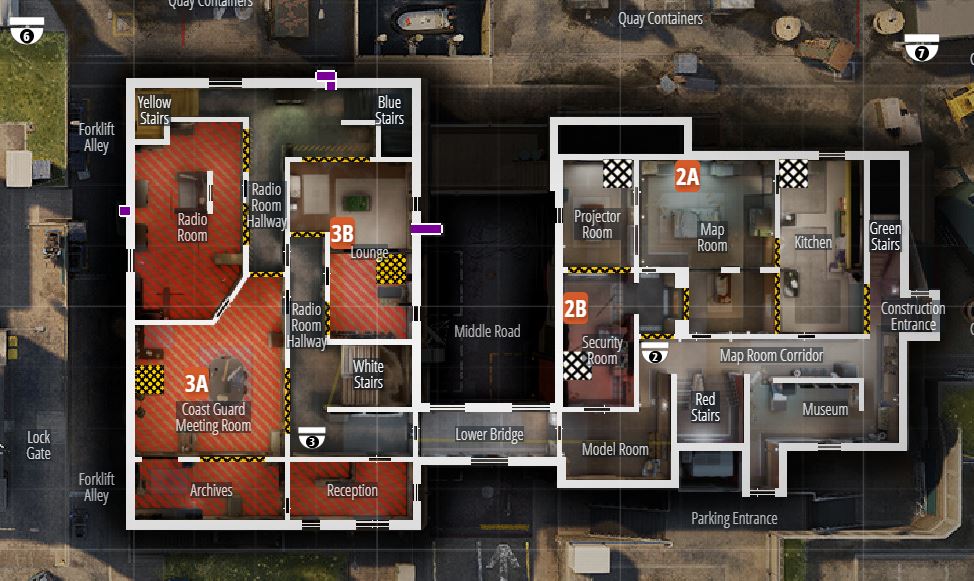 Quay Containers
Quay Containers
6
7
Yellow
Stairs
Blue
Stairs
Forklift
Alley
2A
Radio
Room
Hallway
Radio
Room
3B
Lounge
Projector
Room
Map
Room
Kitchen
Green
Stairs
2B
Construction
Entrance
Radio
Room
Hallway
Middle Road
Security
Room
2
Map Room Corridor
White
Stairs
3A
Coast Guard
Meeting Room
Red
Stairs
Museum
Lock
Gate
3
Lower Bridge
Model Room
Forklift
Alley
Archives
Reception
Parking Entrance